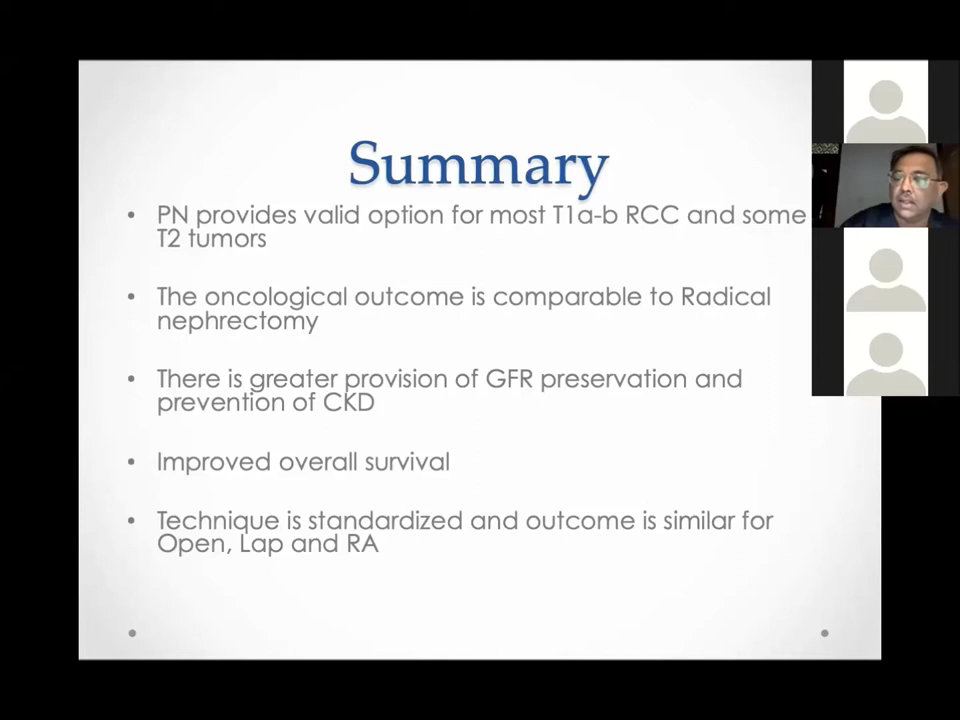 Summary
• PN provides valid option for most T1a-b RCC and some
T2 tumors
• The oncological outcome is comparable to Radical
nephrectomy
• There is greater provision of GFR preservation and
prevention of CKD
• Improved overall survival
• Technique is standardized and outcome is similar for
Open, Lap and RA